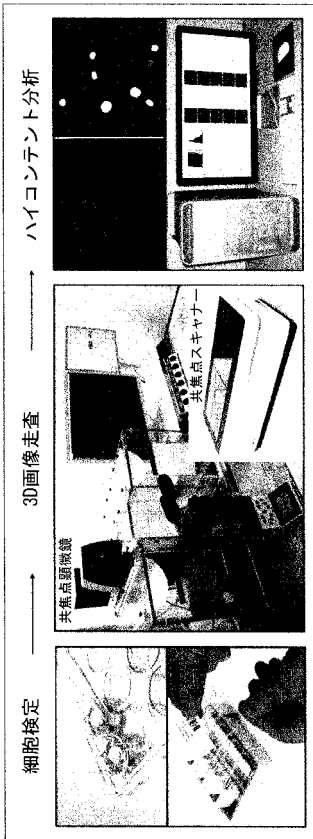 細胞検定
3D画像走査
ハイコンテント分析
共焦点顕微鏡
共焦点スキャナー